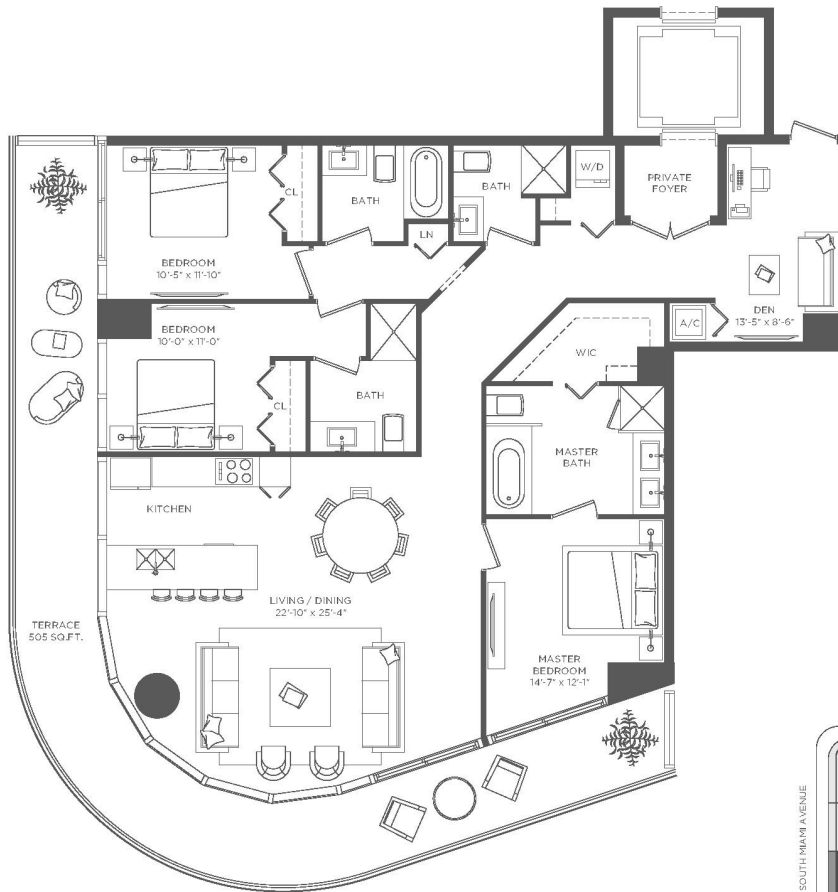 W/D
PRIVATE
FOYER
BATH
CL
BATH
LN
BEDROOM
10'-5" x 11'-10"
DEN
13'-5" x 8'-6"
A/C
BEDROOM
10'-0" x 11'-0"
WIC
BATH
CL
MASTER
BATH
KITCHEN
LIVING / DINING
22'-10" x 25'-4"
TERRACE
505 SQ.FT.
MASTER
BEDROOM
14'-7" x 12'-1"
SOUTH MIAMI AVENUE